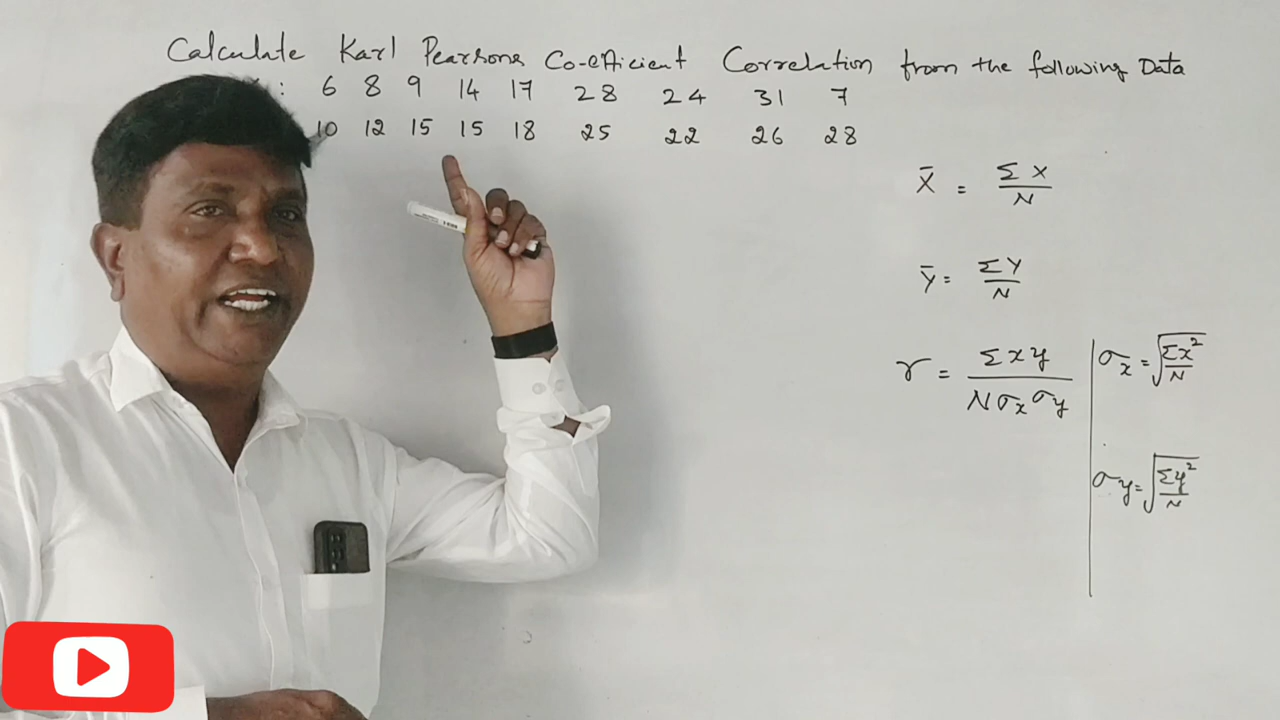 Calculate Karl Pearsons Co-efficient Correlation from the following Data
: 6 8 9 14 17 28 24 31 7
10 12 15 15 18 25 22 26 28
X̄ = ΣX / N
Ȳ = ΣY / N
r = Σxy / Nσxσy
σx = √Σx² / N
σy = √Σy² / N